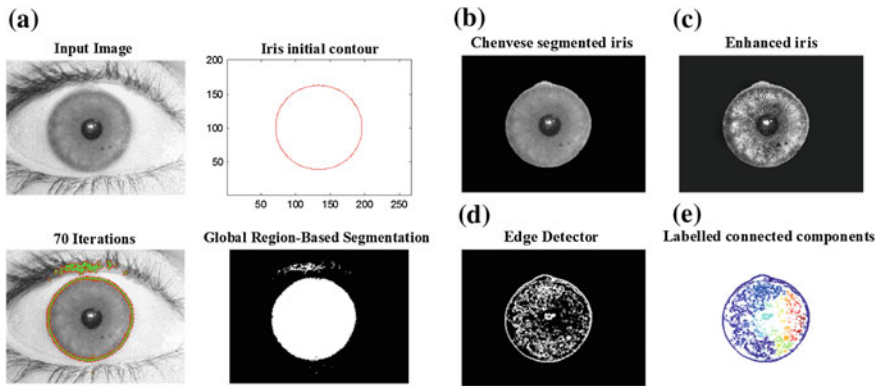 (a)
Input Image
Iris initial contour
200
150
100
50
50 100 150 200 250
70 Iterations
Global Region-Based Segmentation
(b)
Chenvese segmented iris
(c)
Enhanced iris
(d)
Edge Detector
(e)
Labelled connected components